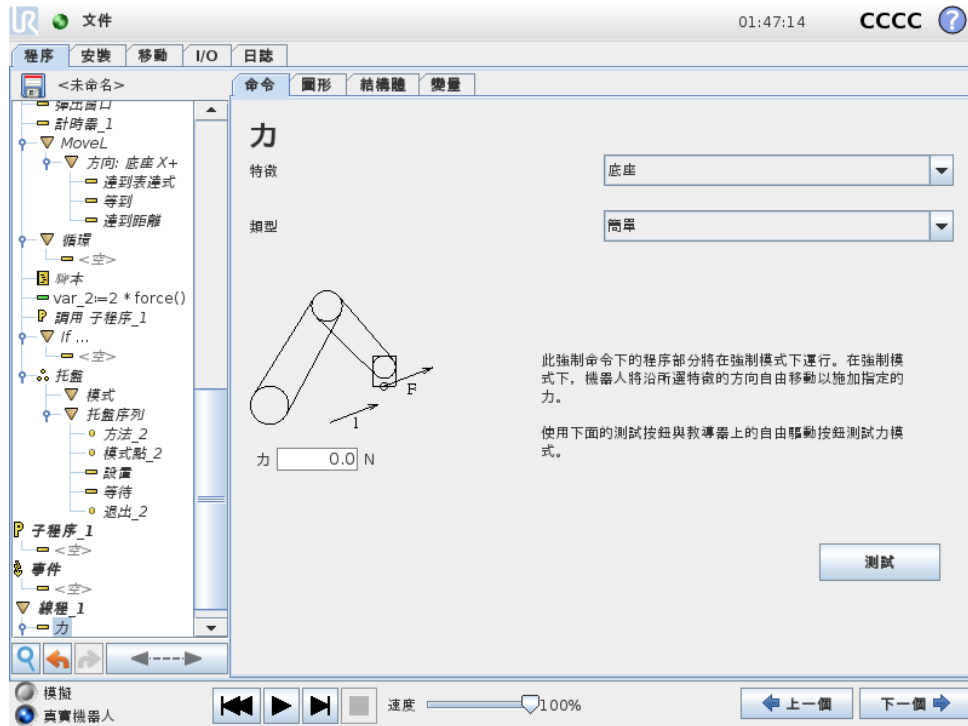 UR 文件 01:47:14 CCCC ?
程序 安裝 移動 I/O 日誌
<未命名> 命令 圖形 結構體 變量
彈出窗口
計時器_1
MoveL
方向: 底座 X+
達到表達式
等到
達到距離
循環
<空>
腳本
var_2:=2 * force()
調用 子程序_1
If ...
<空>
托盤
模式
托盤序列
方法_2
模式點_2
設置
等待
退出_2
子程序_1
<空>
事件
<空>
線程_1
力
力
特徵 底座
類型 簡單
F
1
力 0.0 N
此強制命令下的程序部分將在強制模式下運行。在強制模
式下，機器人將沿所選特徵的方向自由移動以施加指定的
力。
使用下面的測試按鈕與教導器上的自由驅動按鈕測試力模
式。
測試
模擬
真實機器人
速度 100%
上一個 下一個